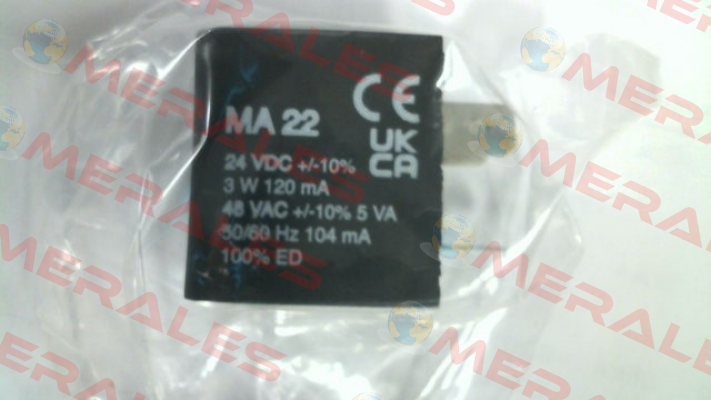 MA 22
CE
UK
CA
24 VDC +/-10%
3 W 120 mA
48 VAC +/-10% 5 VA
50/60 Hz 104 mA
100% ED
MERALES
MERALES
MERALES
MERALES
MERALES
MERALES
MERALES